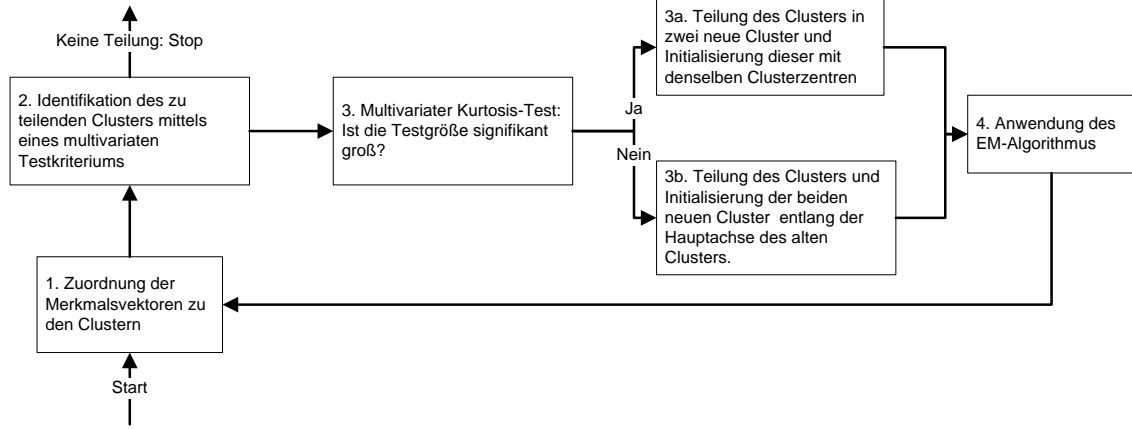 Keine Teilung: Stop
2. Identifikation des zu
teilenden Clusters mittels
eines multivariaten
Testkriteriums
3. Multivariater Kurtosis-Test:
Ist die Testgröße signifikant
groß?
Ja
Nein
3a. Teilung des Clusters in
zwei neue Cluster und
Initialisierung dieser mit
denselben Clusterzentren
3b. Teilung des Clusters und
Initialisierung der beiden
neuen Cluster entlang der
Hauptachse des alten
Clusters.
4. Anwendung des
EM-Algorithmus
1. Zuordnung der
Merkmalsvektoren zu
den Clustern
Start